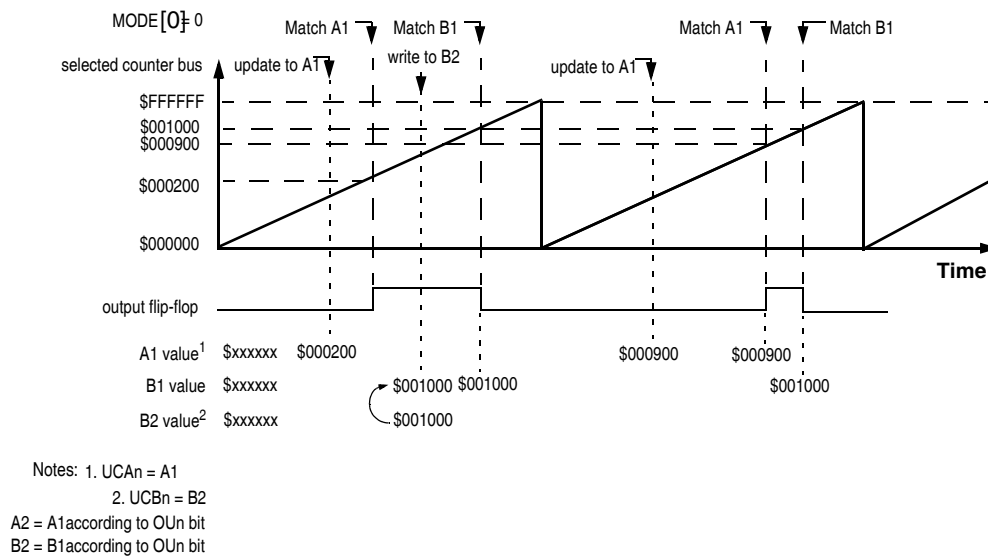 MODE[0]= 0
Match A1 Match B1 Match A1 Match B1
write to B2
selected counter bus update to A1 update to A1
$FFFFFF
$001000
$000900
$000200
$000000
Time
output flip-flop
A1 value1 $xxxxxx $000200 $000900 $000900
B1 value $xxxxxx $001000 $001000 $001000
B2 value2 $xxxxxx $001000
Notes: 1. UCAn = A1
2. UCBn = B2
A2 = A1according to OUn bit
B2 = B1according to OUn bit